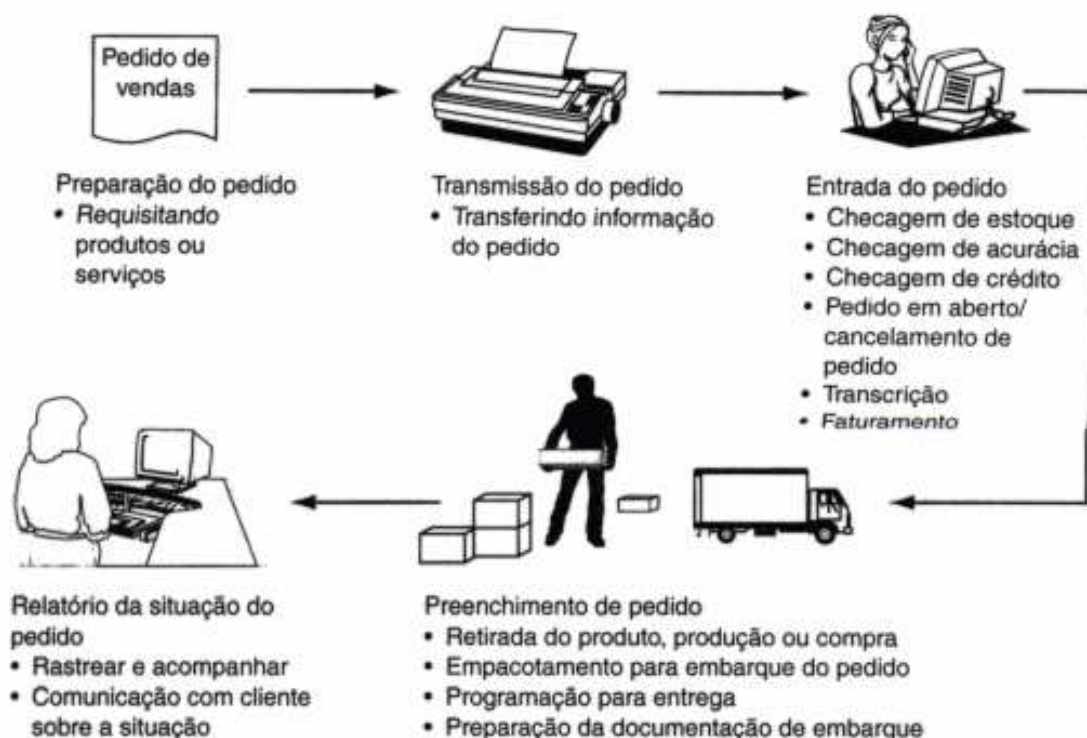 Pedido de
vendas
Preparação do pedido
• Requisitando
produtos ou
serviços
Transmissão do pedido
• Transferindo informação
do pedido
Entrada do pedido
• Checagem de estoque
• Checagem de acurácia
• Checagem de crédito
• Pedido em aberto/
cancelamento de
pedido
• Transcrição
• Faturamento
Relatório da situação do
pedido
• Rastrear e acompanhar
• Comunicação com cliente
sobre a situação
Preenchimento de pedido
• Retirada do produto, produção ou compra
• Empacotamento para embarque do pedido
• Programação para entrega
• Preparação da documentação de embarque